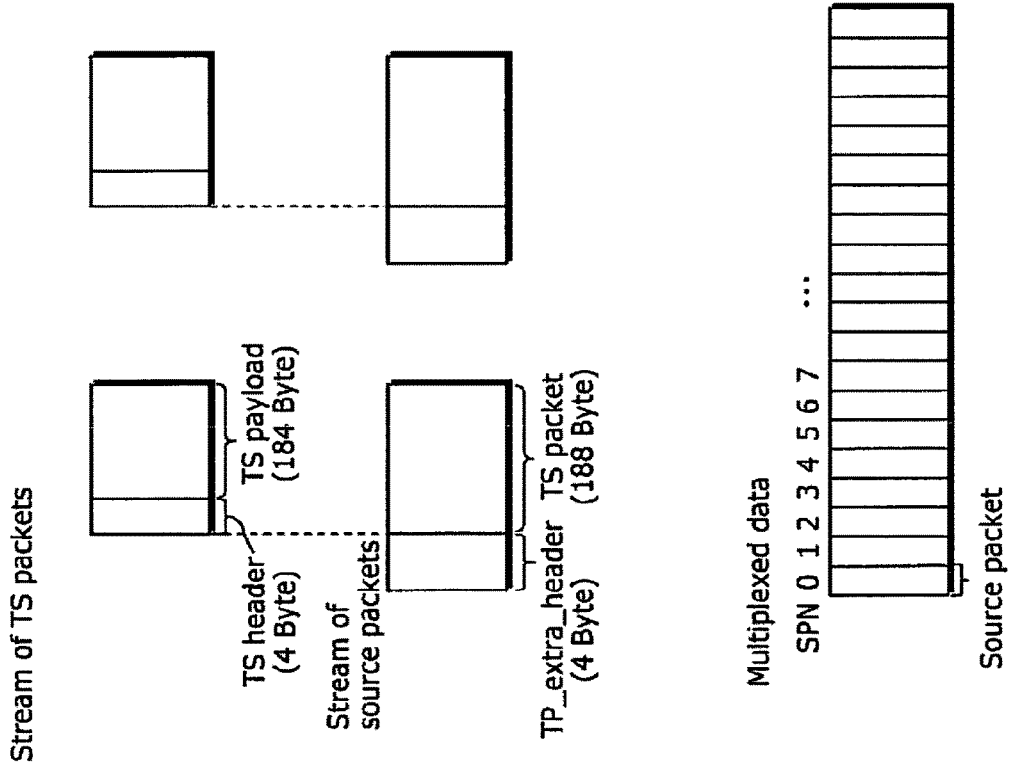 Stream of TS packets
TS header
(4 Byte)
TS payload
(184 Byte)
Stream of
source packets
TP_extra_header
(4 Byte)
TS packet
(188 Byte)
Multiplexed data
SPN 0 1 2 3 4 5 6 7 ...
Source packet